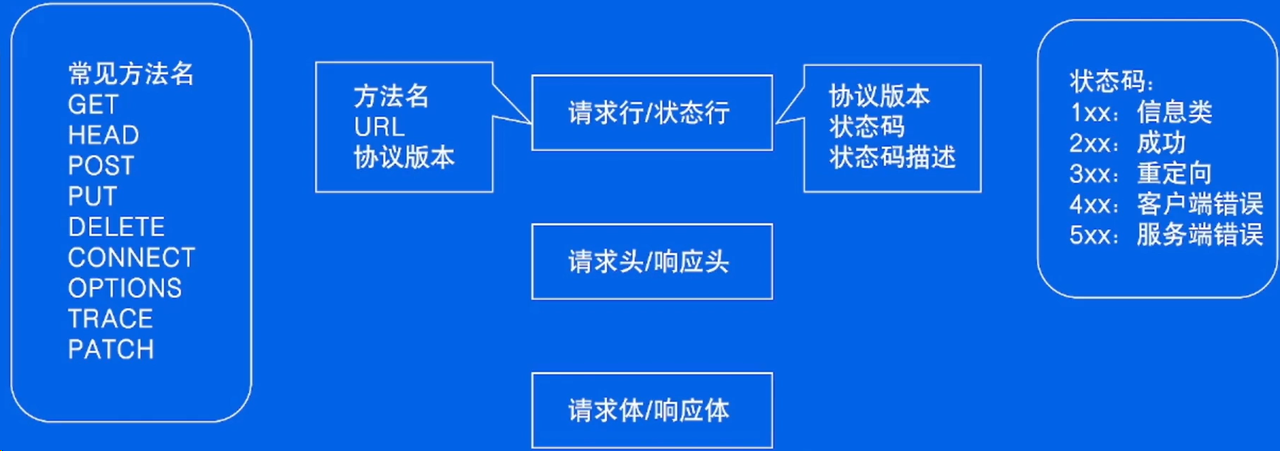 常见方法名
GET
HEAD
POST
PUT
DELETE
CONNECT
OPTIONS
TRACE
PATCH
方法名
URL
协议版本
请求行/状态行
协议版本
状态码
状态码描述
请求头/响应头
请求体/响应体
状态码：
1xx：信息类
2xx：成功
3xx：重定向
4xx：客户端错误
5xx：服务端错误